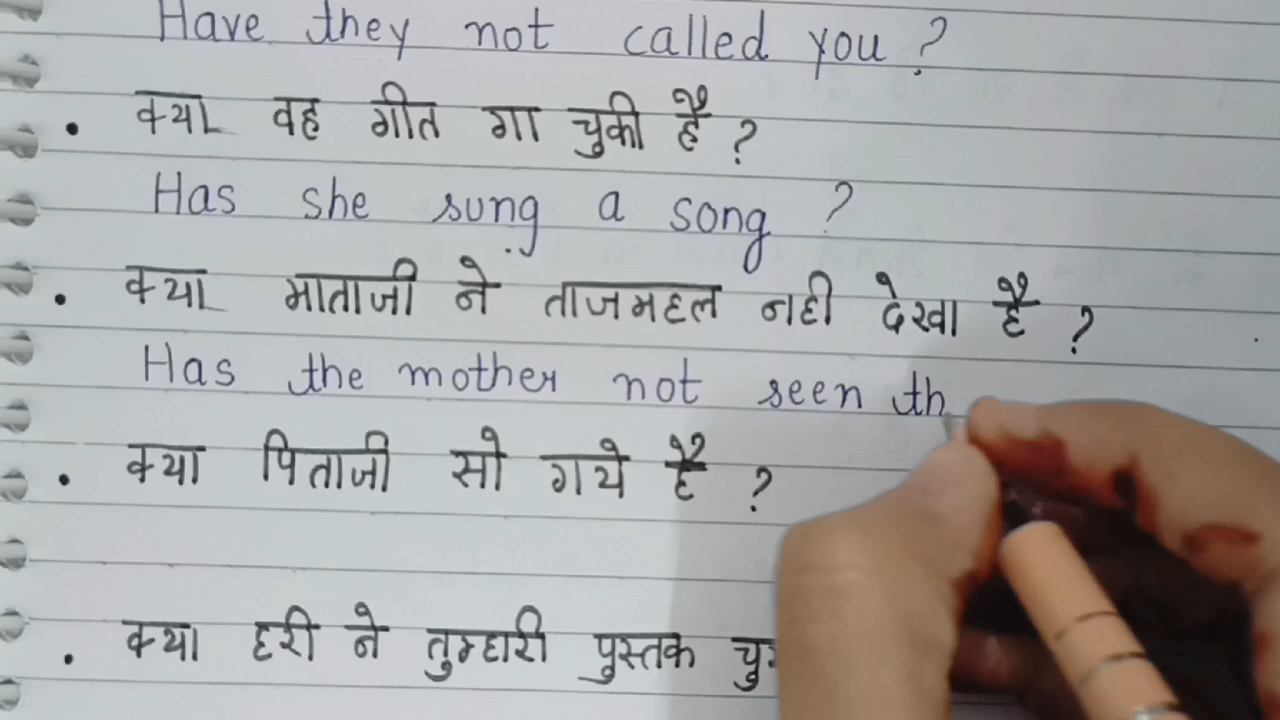 Have they not called you ?
. क्या वह गीत गा चुकी है ?
Has she sung a song ?
. क्या माताजी ने ताजमहल नही देखा है ?
Has the mother not seen th
. क्या पिताजी सो गये है ?
. क्या हरी ने तुम्हारी पुस्तक